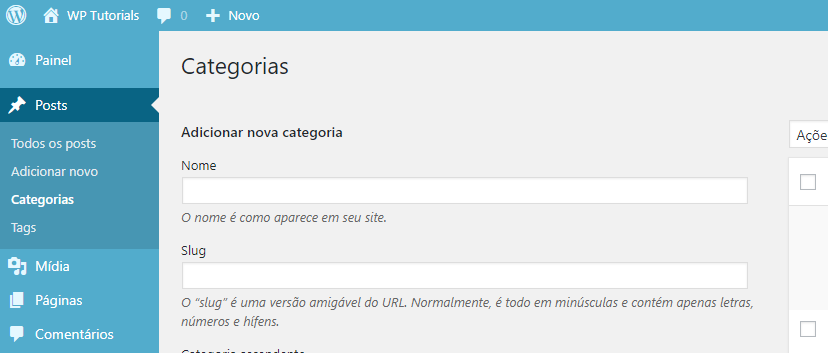 WP Tutorials 0 Novo
Painel
Posts
Todos os posts
Adicionar novo
Categorias
Tags
Mídia
Páginas
Comentários
Categorias
Adicionar nova categoria
Nome
O nome é como aparece em seu site.
Slug
O “slug” é uma versão amigável do URL. Normalmente, é todo em minúsculas e contém apenas letras,
números e hífens.
Categoria ascendente
Açõe